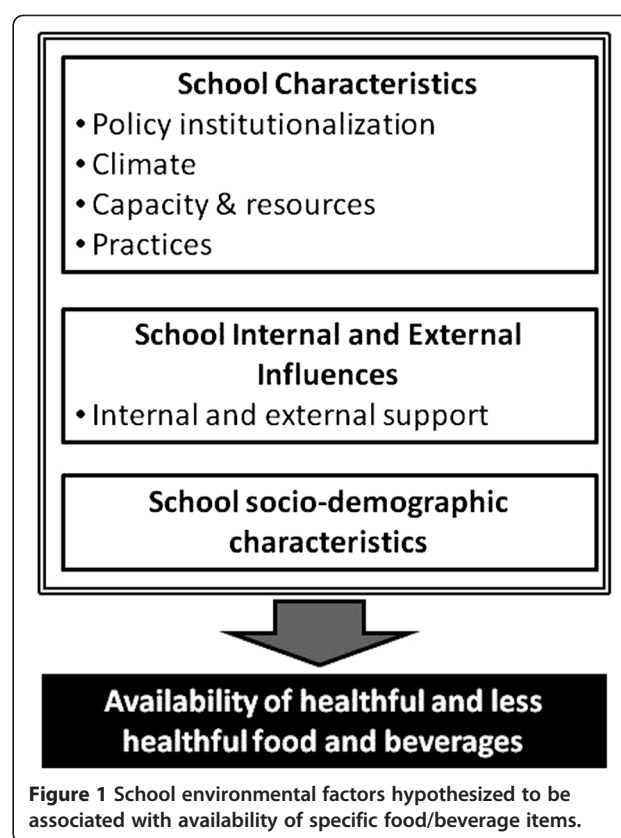 School Characteristics
• Policy institutionalization
• Climate
• Capacity & resources
• Practices
School Internal and External
Influences
• Internal and external support
School socio-demographic
characteristics
Availability of healthful and less
healthful food and beverages
Figure 1 School environmental factors hypothesized to be
associated with availability of specific food/beverage items.